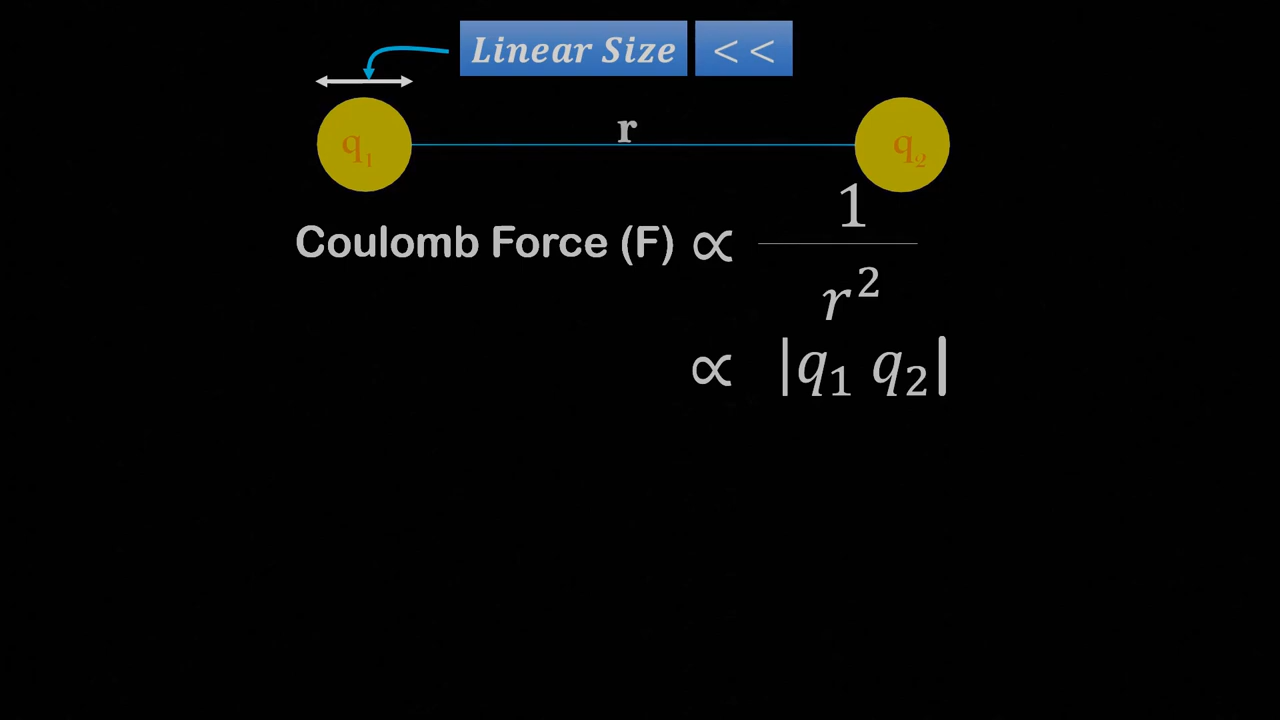 Linear Size <<
r
q₁ q₂
Coulomb Force (F) ∝ 1/r²
∝ |q₁ q₂|